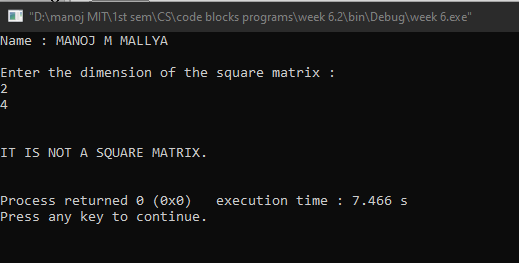 "D:\manoj MIT\1st sem\CS\code blocks programs\week 6.2\bin\Debug\week 6.exe"
Name : MANOJ M MALLYA
Enter the dimension of the square matrix :
2
4
IT IS NOT A SQUARE MATRIX.
Process returned 0 (0x0)   execution time : 7.466 s
Press any key to continue.